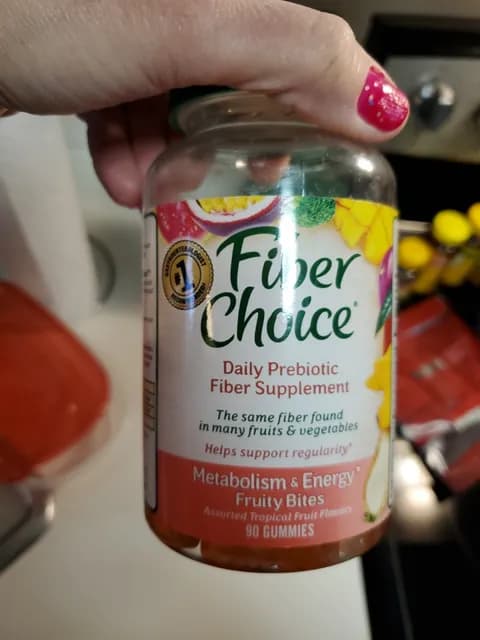 #1
Fiber
Choice®
Daily Prebiotic
Fiber Supplement
The same fiber found
in many fruits & vegetables
Helps support regularity*
Metabolism & Energy*
Fruity Bites
Assorted Tropical Fruit Flavors
90 GUMMIES